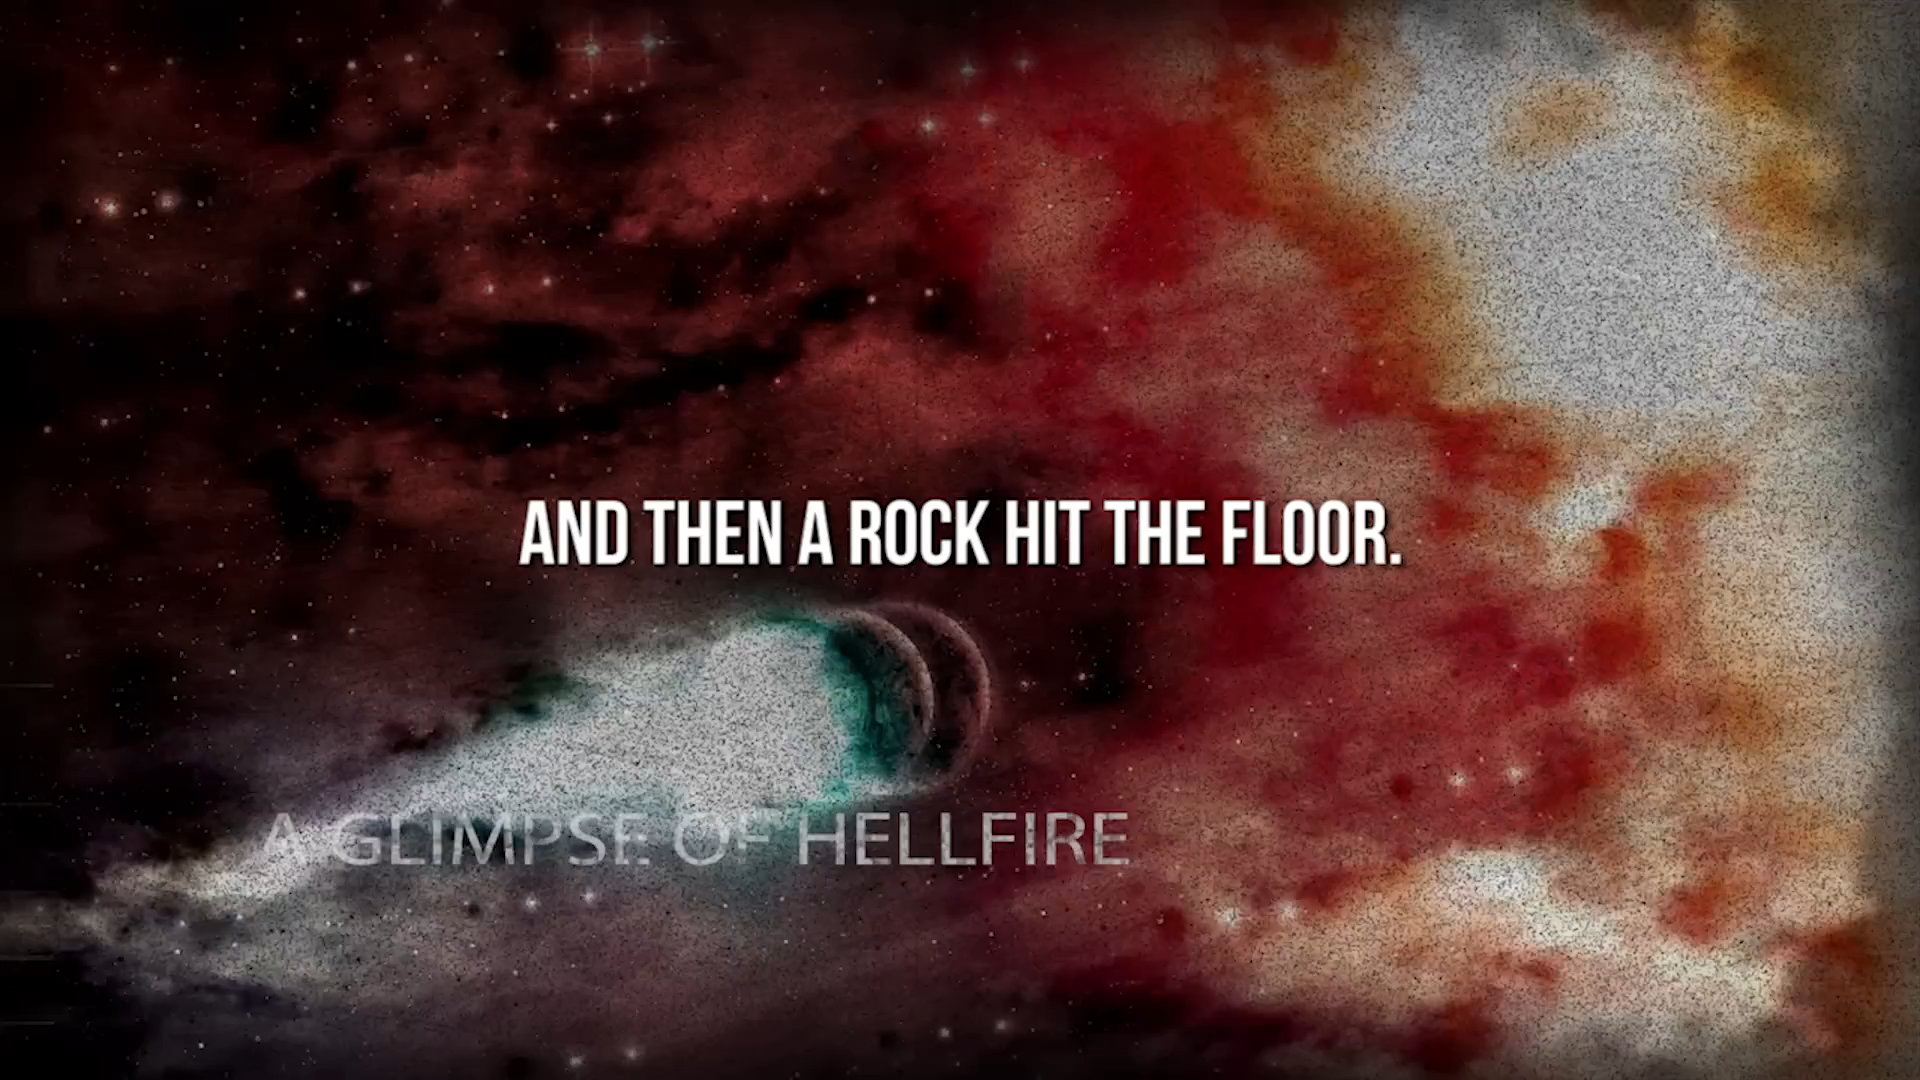 AND THEN A ROCK HIT THE FLOOR.
A GLIMPSE OF HELLFIRE